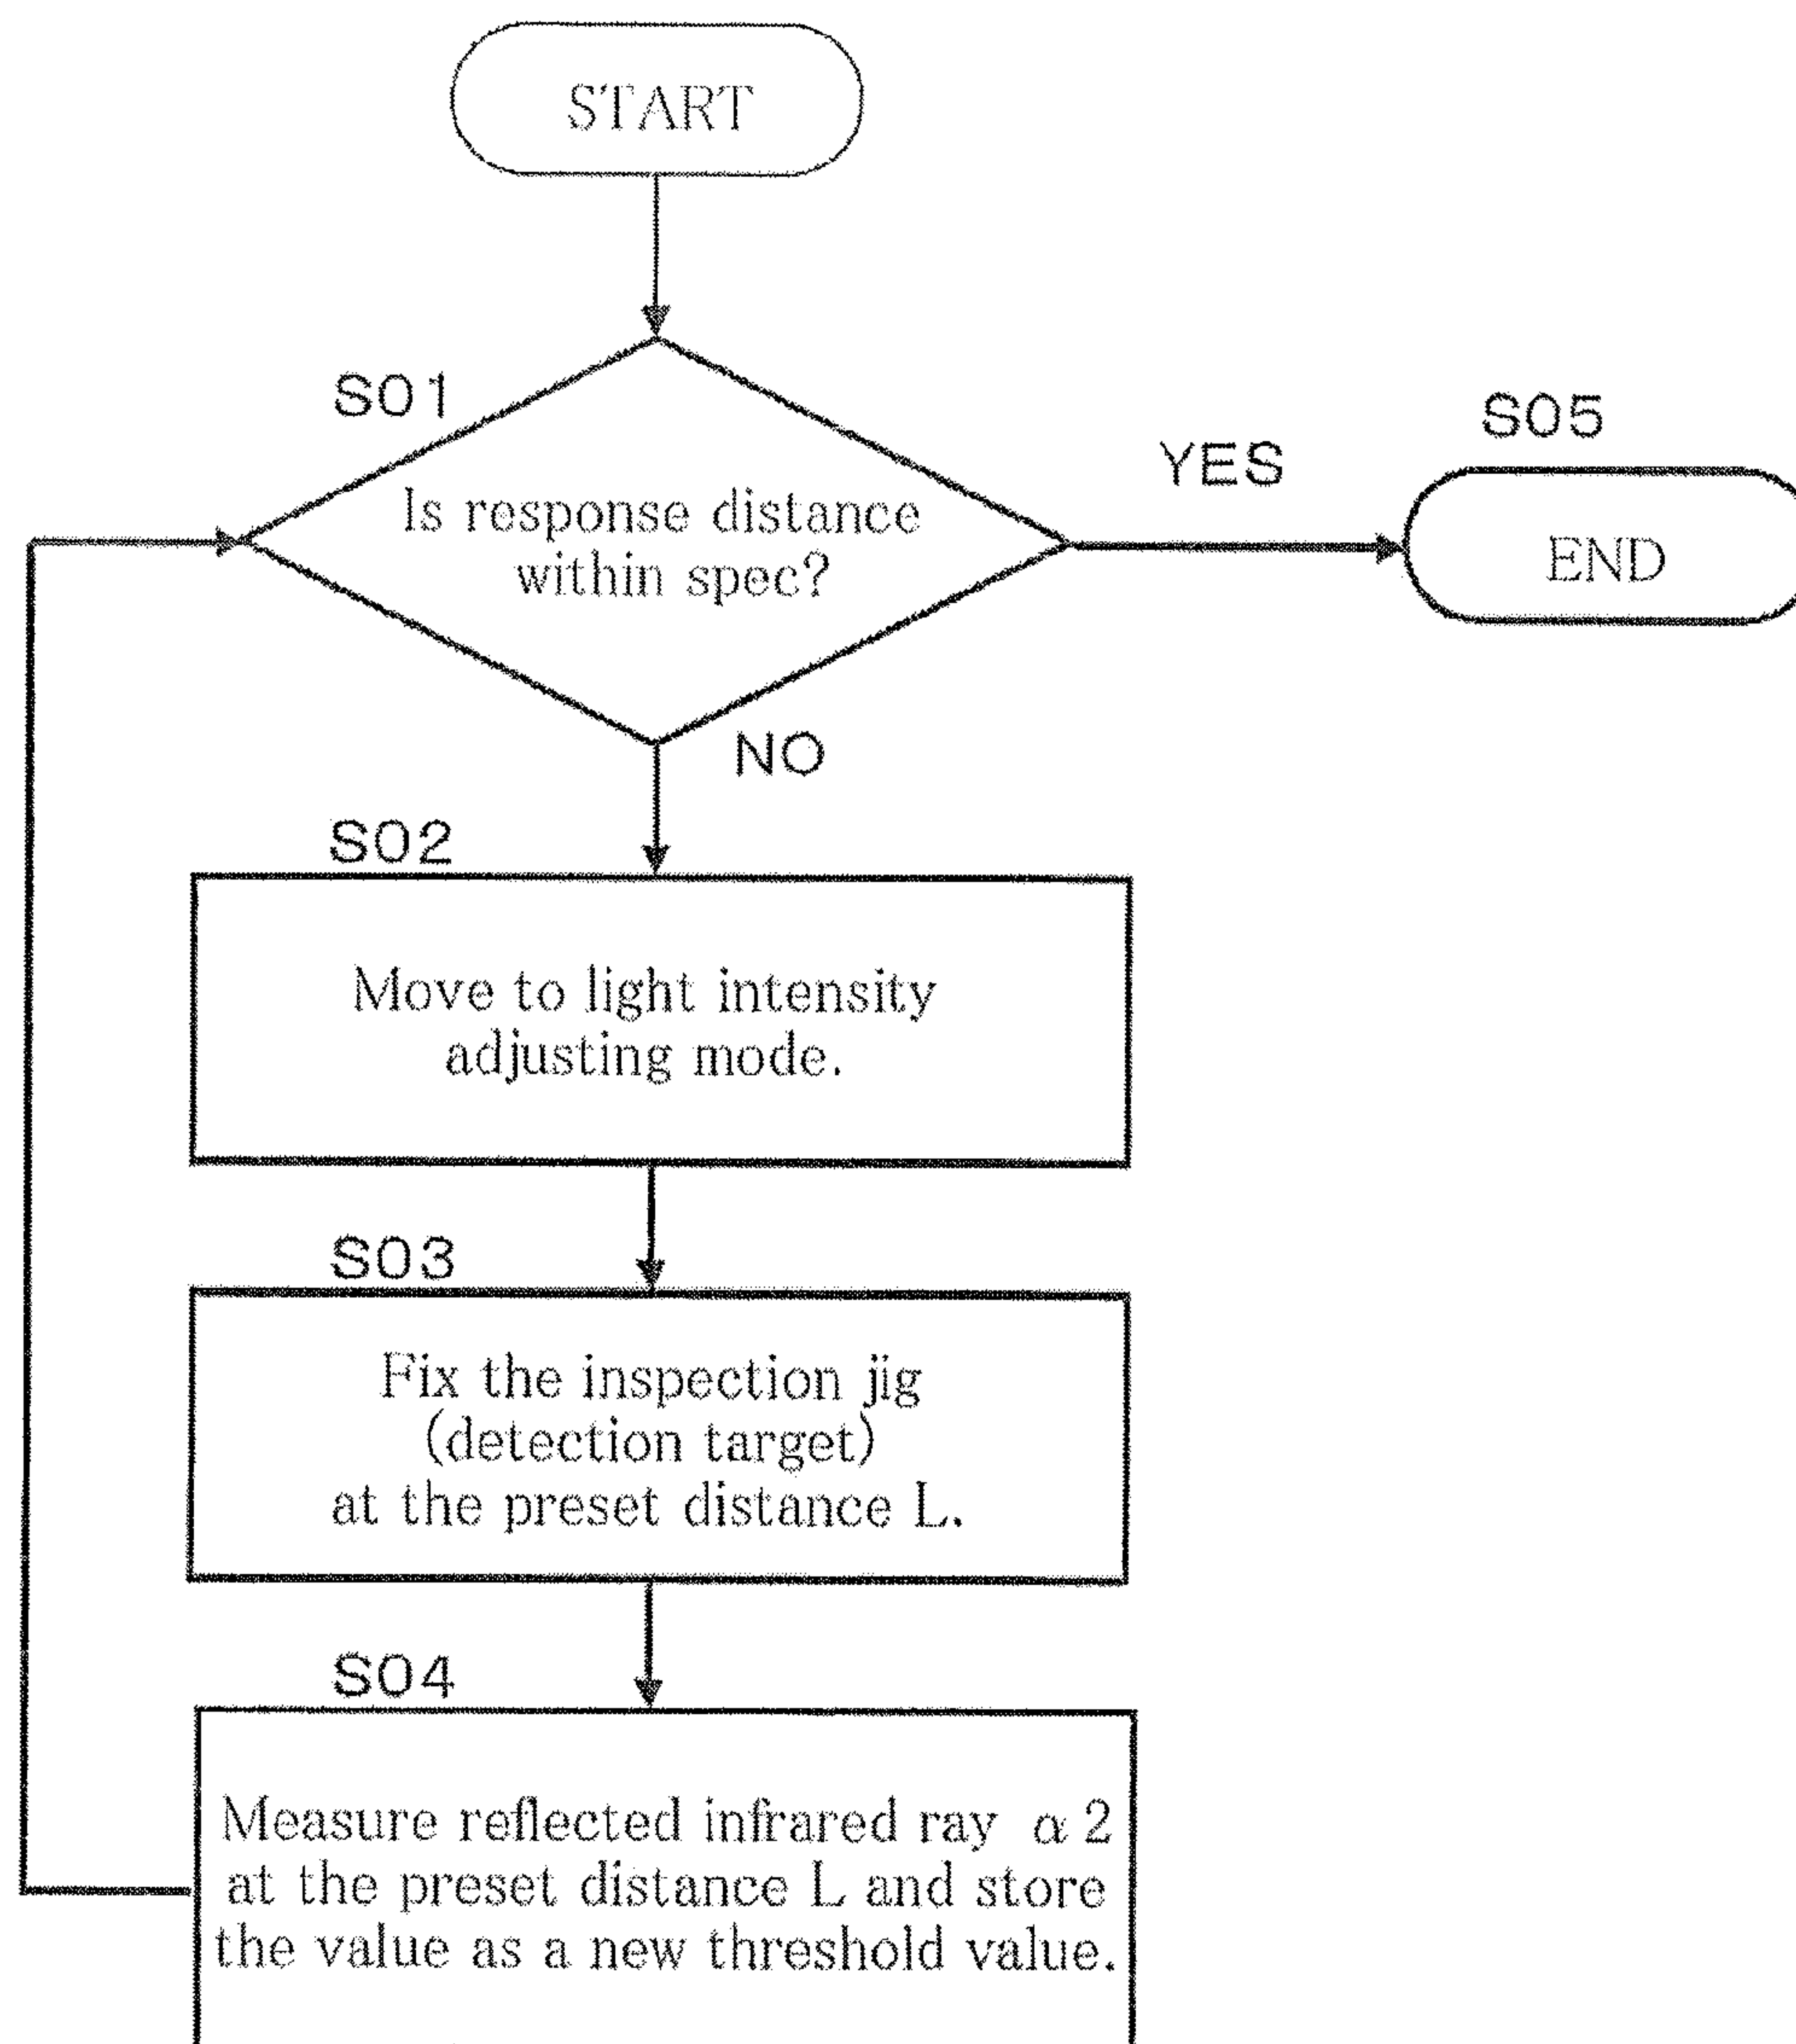 START
S01
Is response distance
within spec?
YES
S05
END
NO
S02
Move to light intensity
adjusting mode.
S03
Fix the inspection jig
(detection target)
at the preset distance L.
S04
Measure reflected infrared ray α2
at the preset distance L and store
the value as a new threshold value.